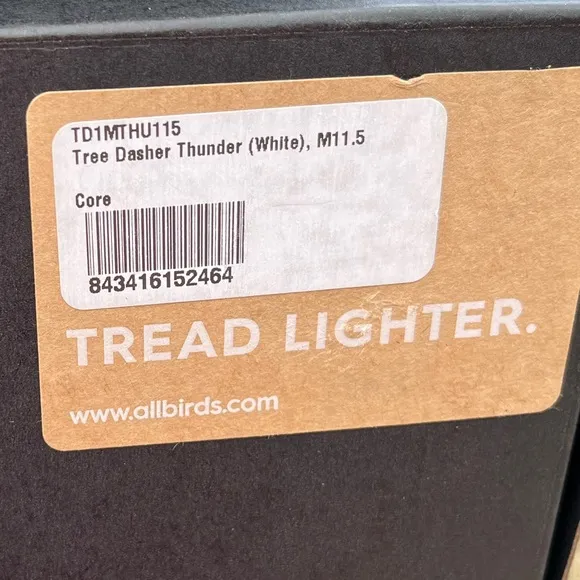 TD1MTHU115
Tree Dasher Thunder (White), M11.5
Core
843416152464
TREAD LIGHTER.
www.allbirds.com